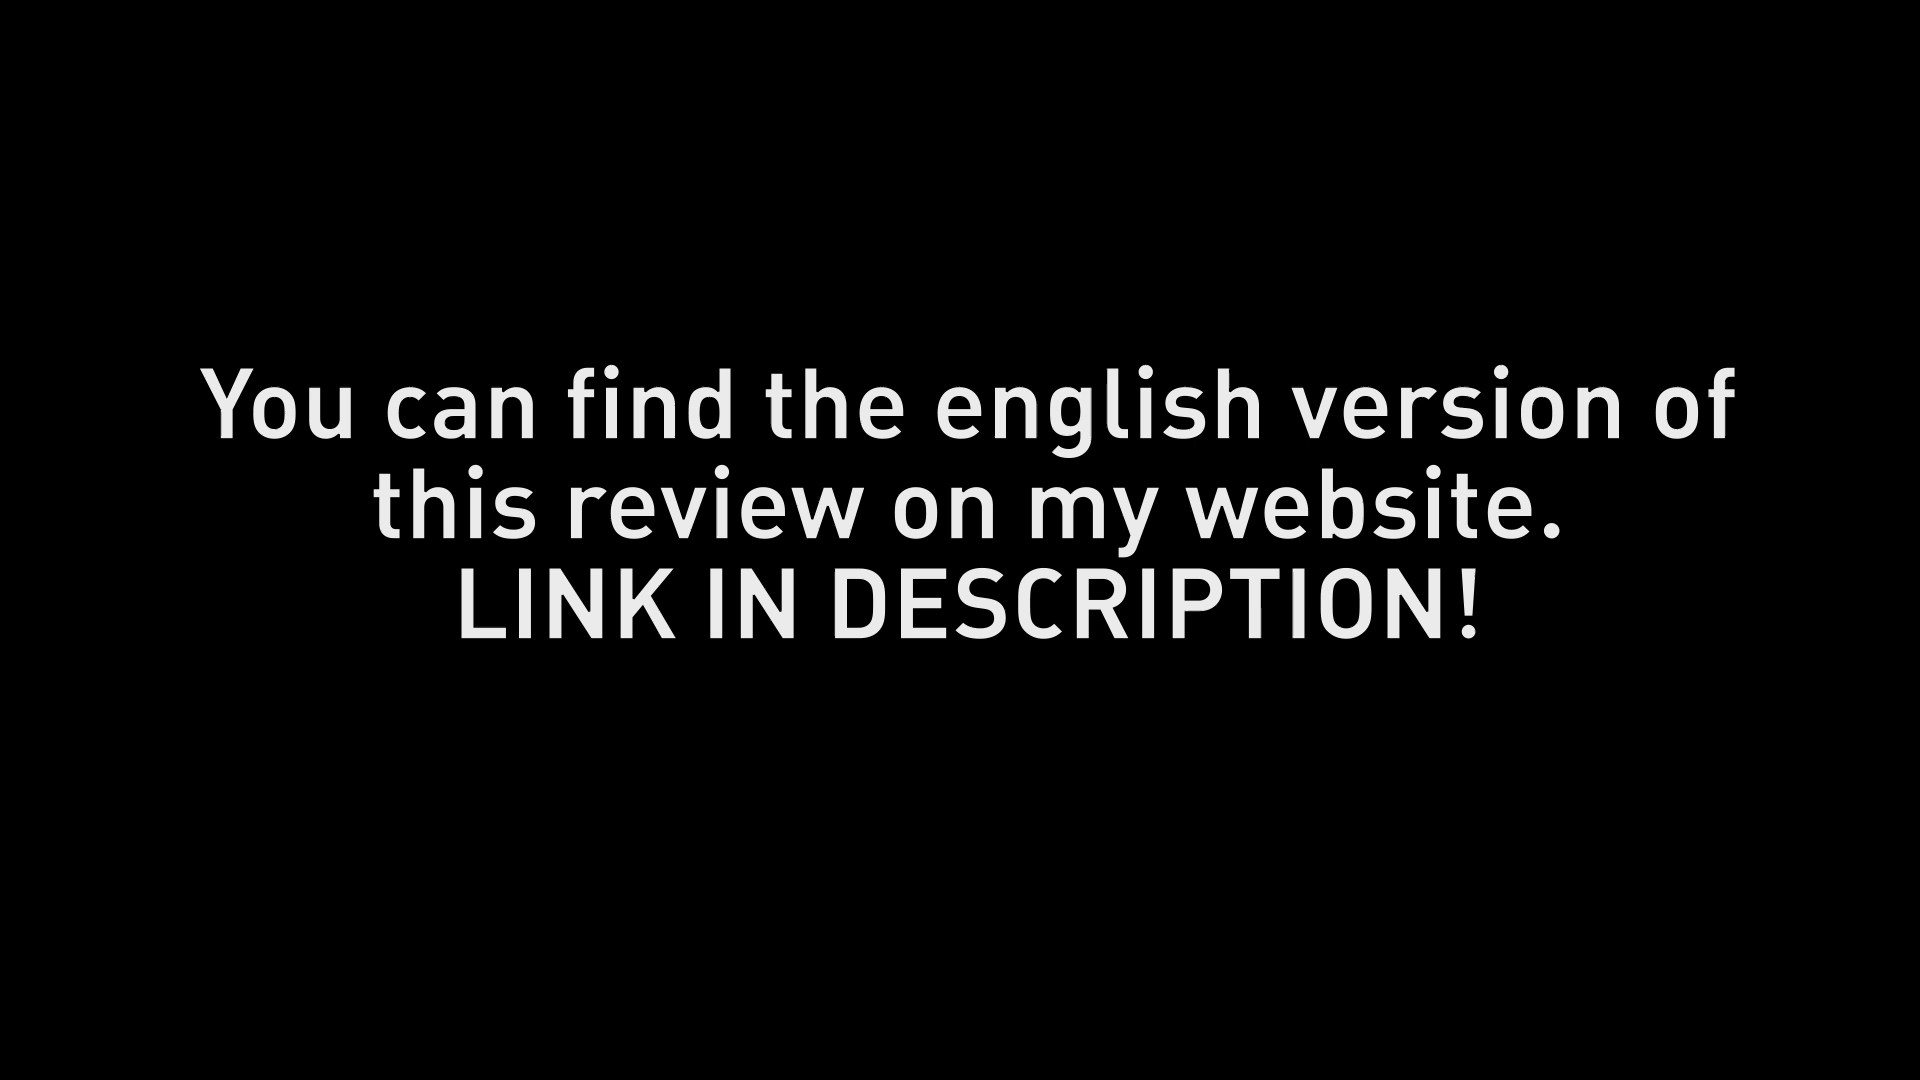 You can find the english version of
this review on my website.
LINK IN DESCRIPTION!